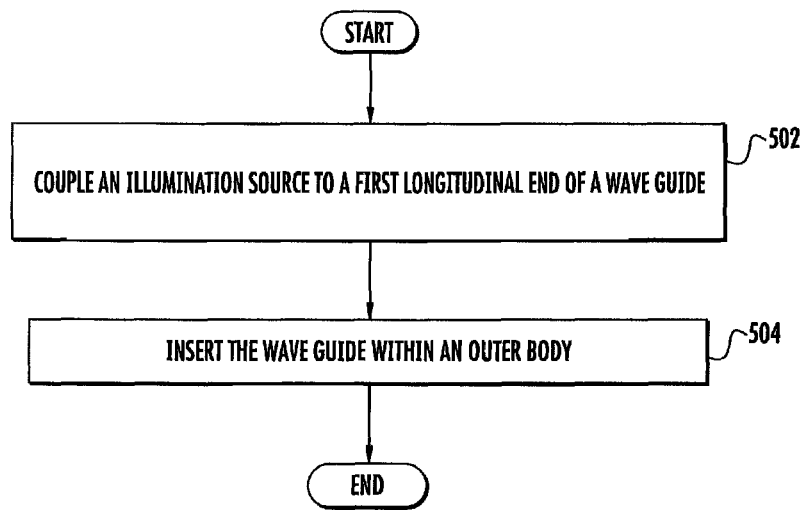 START
COUPLE AN ILLUMINATION SOURCE TO A FIRST LONGITUDINAL END OF A WAVE GUIDE
502
INSERT THE WAVE GUIDE WITHIN AN OUTER BODY
504
END